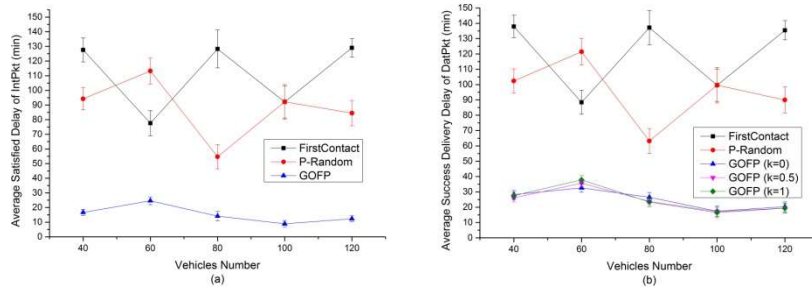 Average Satisfied Delay of IntPkt (min)
150
140
130
120
110
100
90
80
70
60
50
40
30
20
10
0
FirstContact
P-Random
GOFP
40 60 80 100 120
Vehicles Number
(a)
Average Success Delivery Delay of DatPkt (min)
150
140
130
120
110
100
90
80
70
60
50
40
30
20
10
0
FirstContact
P-Random
GOFP (k=0)
GOFP (k=0.5)
GOFP (k=1)
40 60 80 100 120
Vehicles Number
(b)